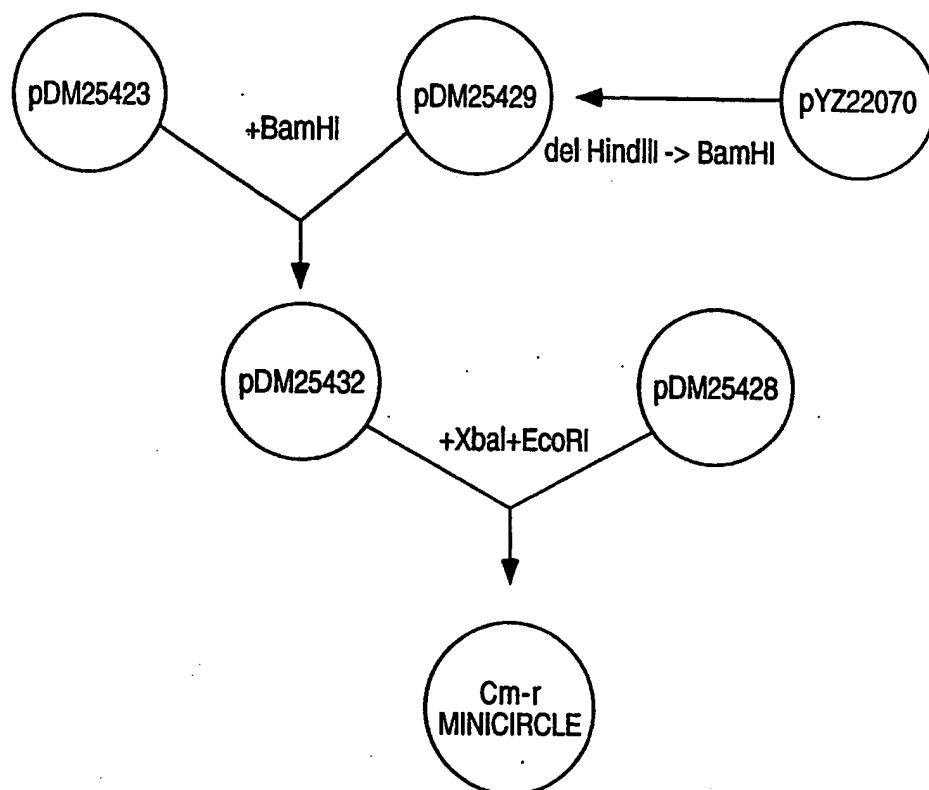 pDM25423
pDM25429
pYZ22070
+BamHI
del HindIII -> BamHI
pDM25432
pDM25428
+XbaI+EcoRI
Cm-r
MINICIRCLE